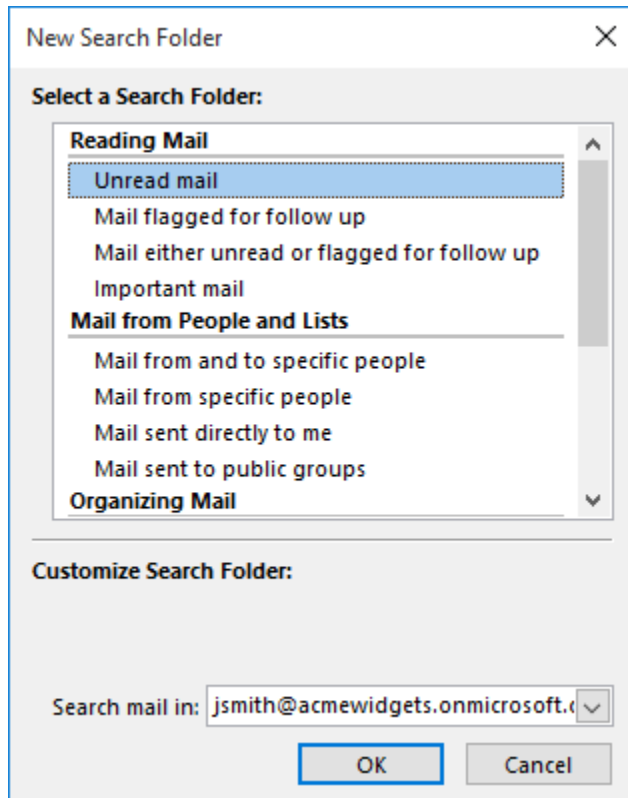 New Search Folder
Select a Search Folder:
Reading Mail
Unread mail
Mail flagged for follow up
Mail either unread or flagged for follow up
Important mail
Mail from People and Lists
Mail from and to specific people
Mail from specific people
Mail sent directly to me
Mail sent to public groups
Organizing Mail
Customize Search Folder:
Search mail in: jsmith@acmewidgets.onmicrosoft.c
OK Cancel